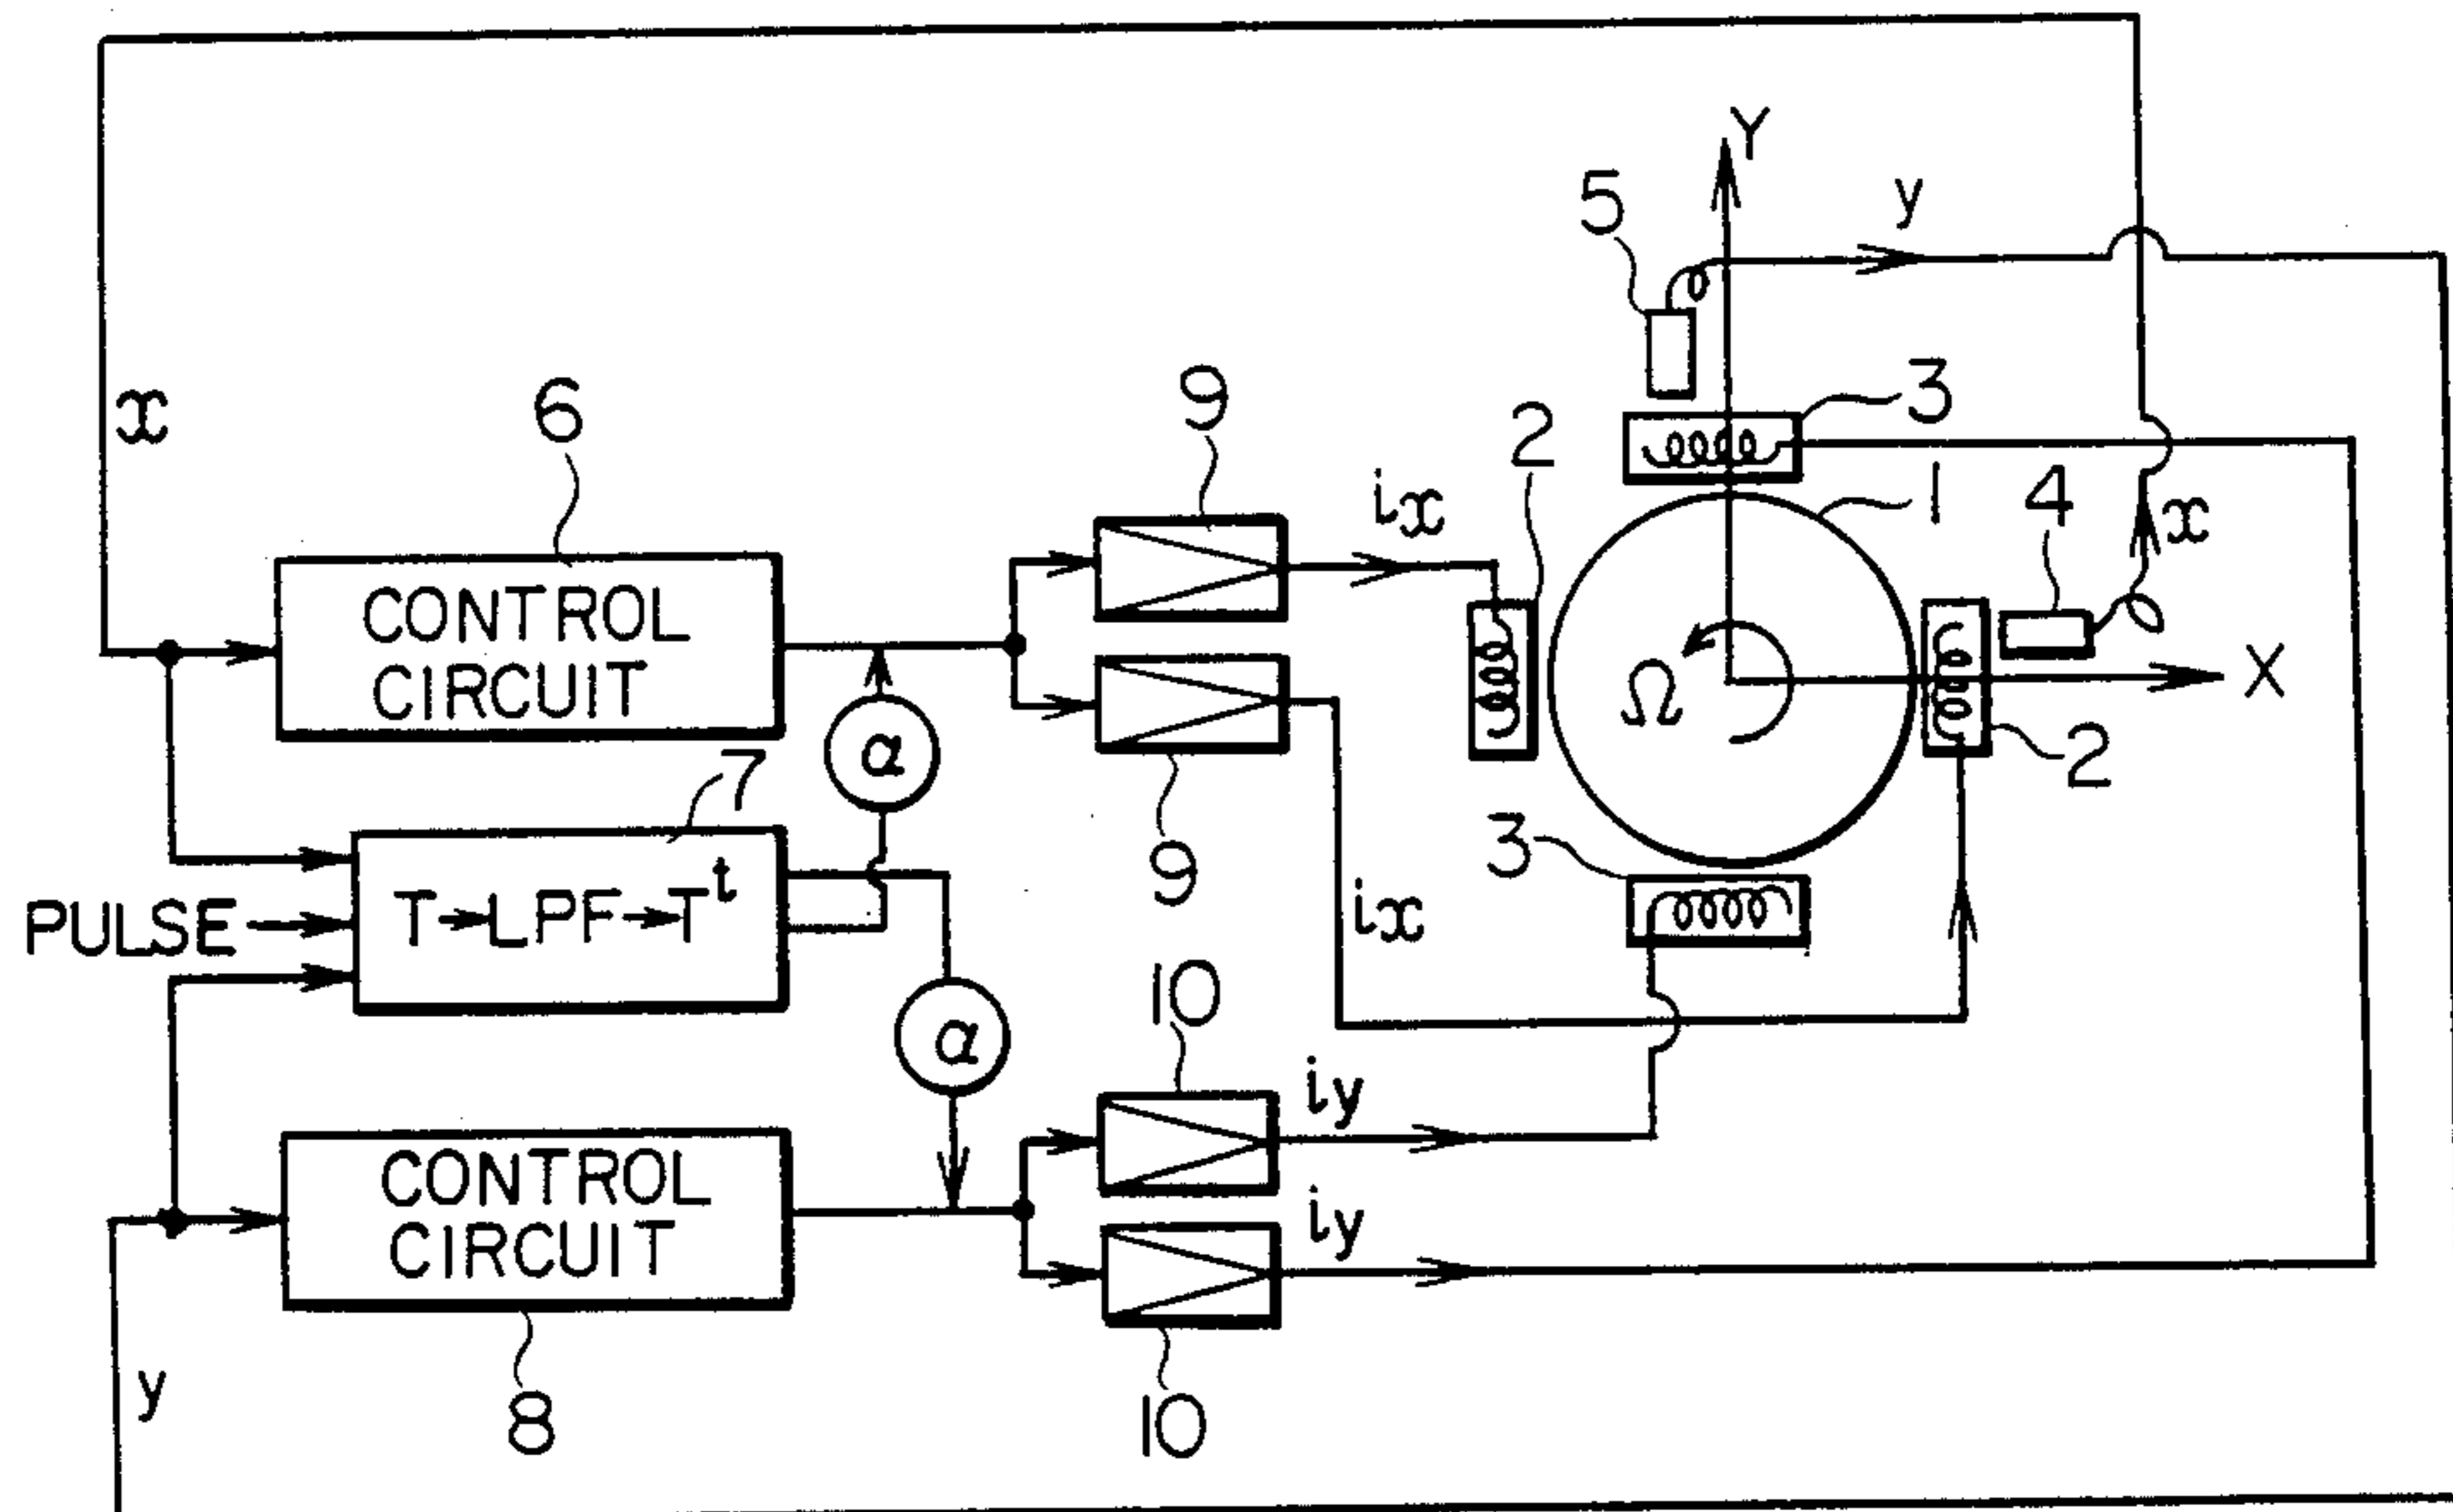 Y
y
5
x
6
9
2
3
1
4
x
ix
CONTROL
CIRCUIT
Ω
X
α
7
2
9
3
ix
PULSE
T→LPF→Tᵗ
10
α
iy
CONTROL
CIRCUIT
iy
y
8
10